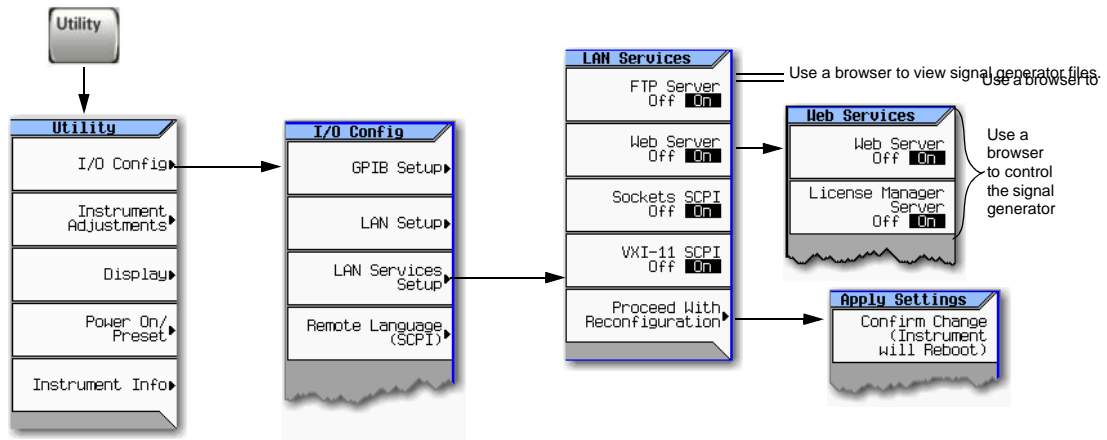 Utility
Utility
I/O Config
Instrument
Adjustments
Display
Power On/
Preset
Instrument Info
I/O Config
GPIB Setup
LAN Setup
LAN Services
Setup
Remote Language
(SCPI)
LAN Services
FTP Server
Off On
Web Server
Off On
Sockets SCPI
Off On
VXI-11 SCPI
Off On
Proceed With
Reconfiguration
Use a browser to view signal generator files.
Use a browser to
Web Services
Web Server
Off On
License Manager
Server
Off On
Use a
browser
to control
the signal
generator
Apply Settings
Confirm Change
(Instrument
will Reboot)